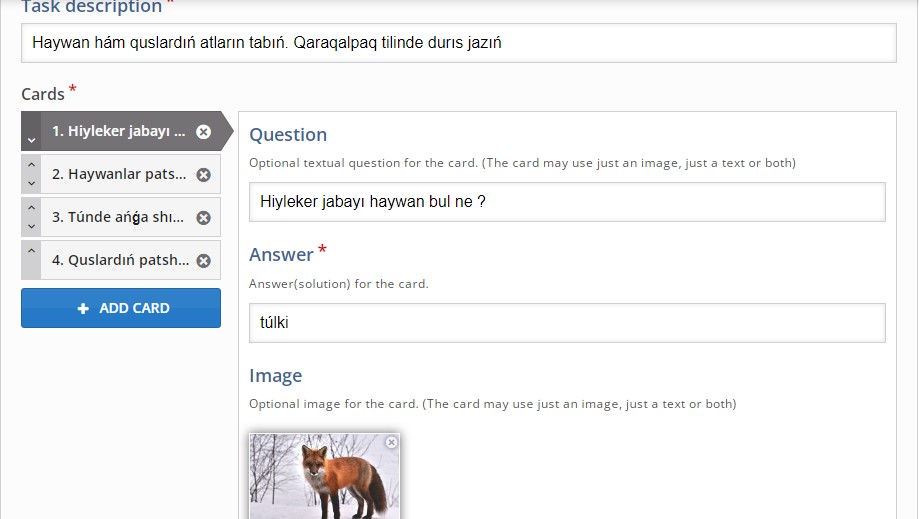 Task description *
Haywan hám quslardıń atların tabıń. Qaraqalpaq tilinde durıs jazıń
Cards *
1. Hiyleker jabayı ...
2. Haywanlar pats...
3. Túnde ańǵa shı...
4. Quslardıń patsh...
ADD CARD
Question
Optional textual question for the card. (The card may use just an image, just a text or both)
Hiyleker jabayı haywan bul ne ?
Answer *
Answer(solution) for the card.
túlki
Image
Optional image for the card. (The card may use just an image, just a text or both)